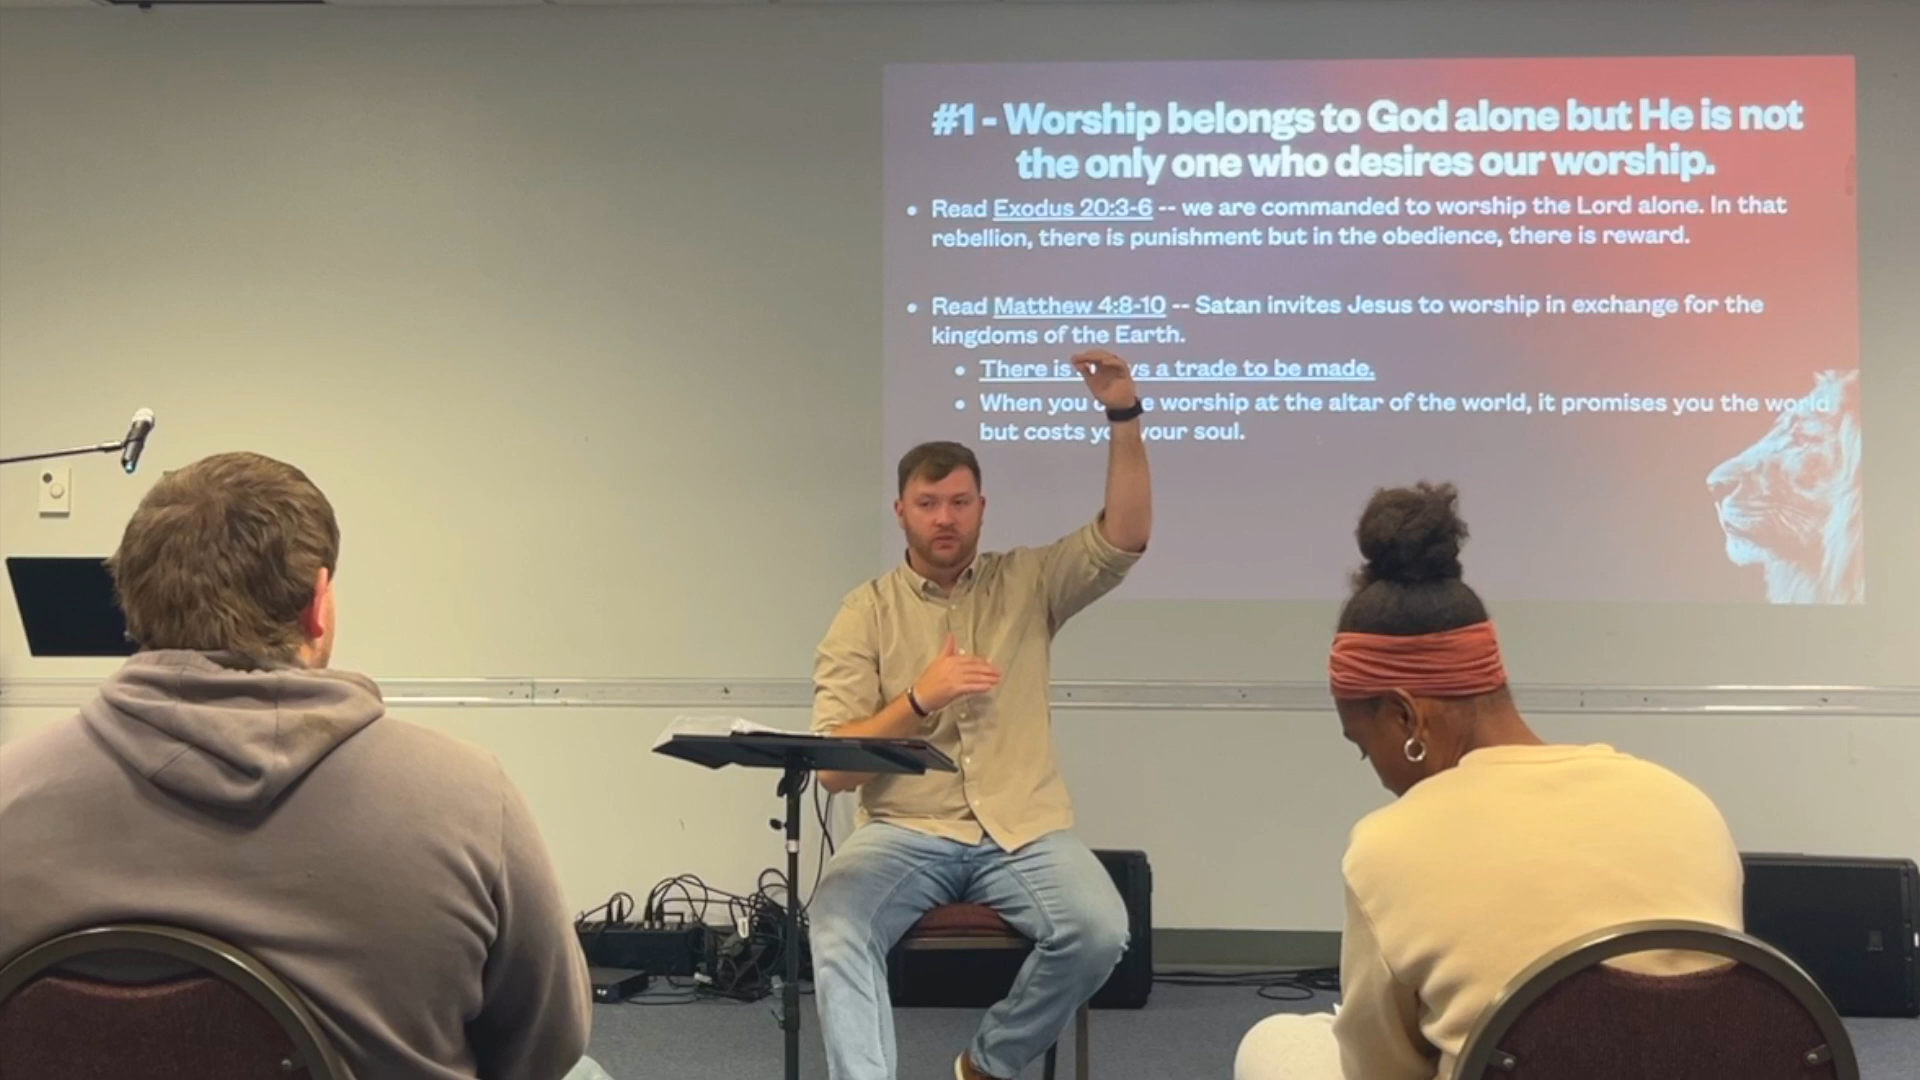 #1 - Worship belongs to God alone but He is not
the only one who desires our worship.
• Read Exodus 20:3-6 -- we are commanded to worship the Lord alone. In that
rebellion, there is punishment but in the obedience, there is reward.
• Read Matthew 4:8-10 -- Satan invites Jesus to worship in exchange for the
kingdoms of the Earth.
• There is a trade to be made.
• When you worship at the altar of the world, it promises you the world
but costs your soul.